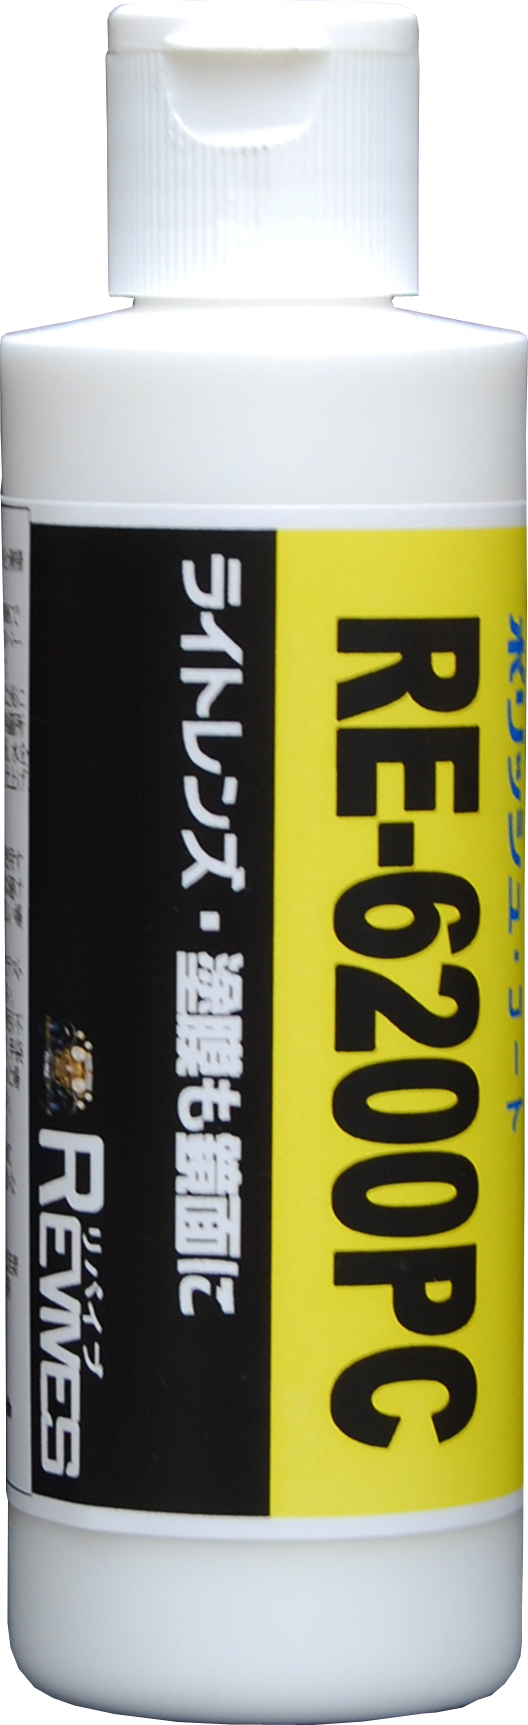 ポリッシュ・コート
RE-6200PC
ライトレンズ・塗膜も鏡面に
リバイブ
REVIVES